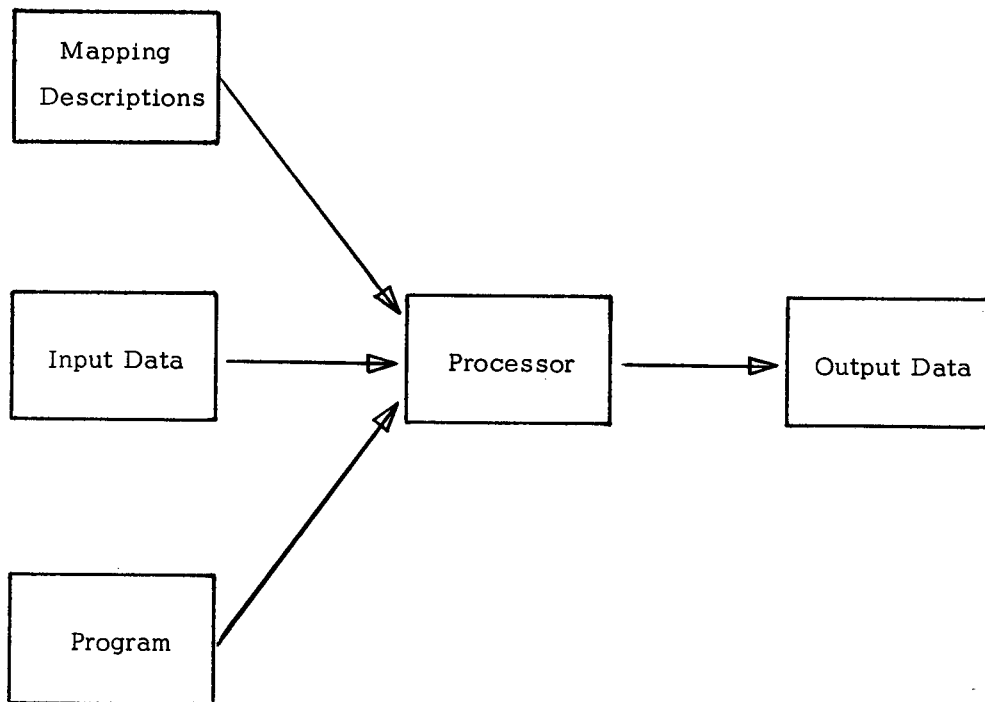 Mapping
Descriptions
Input Data
Processor
Output Data
Program